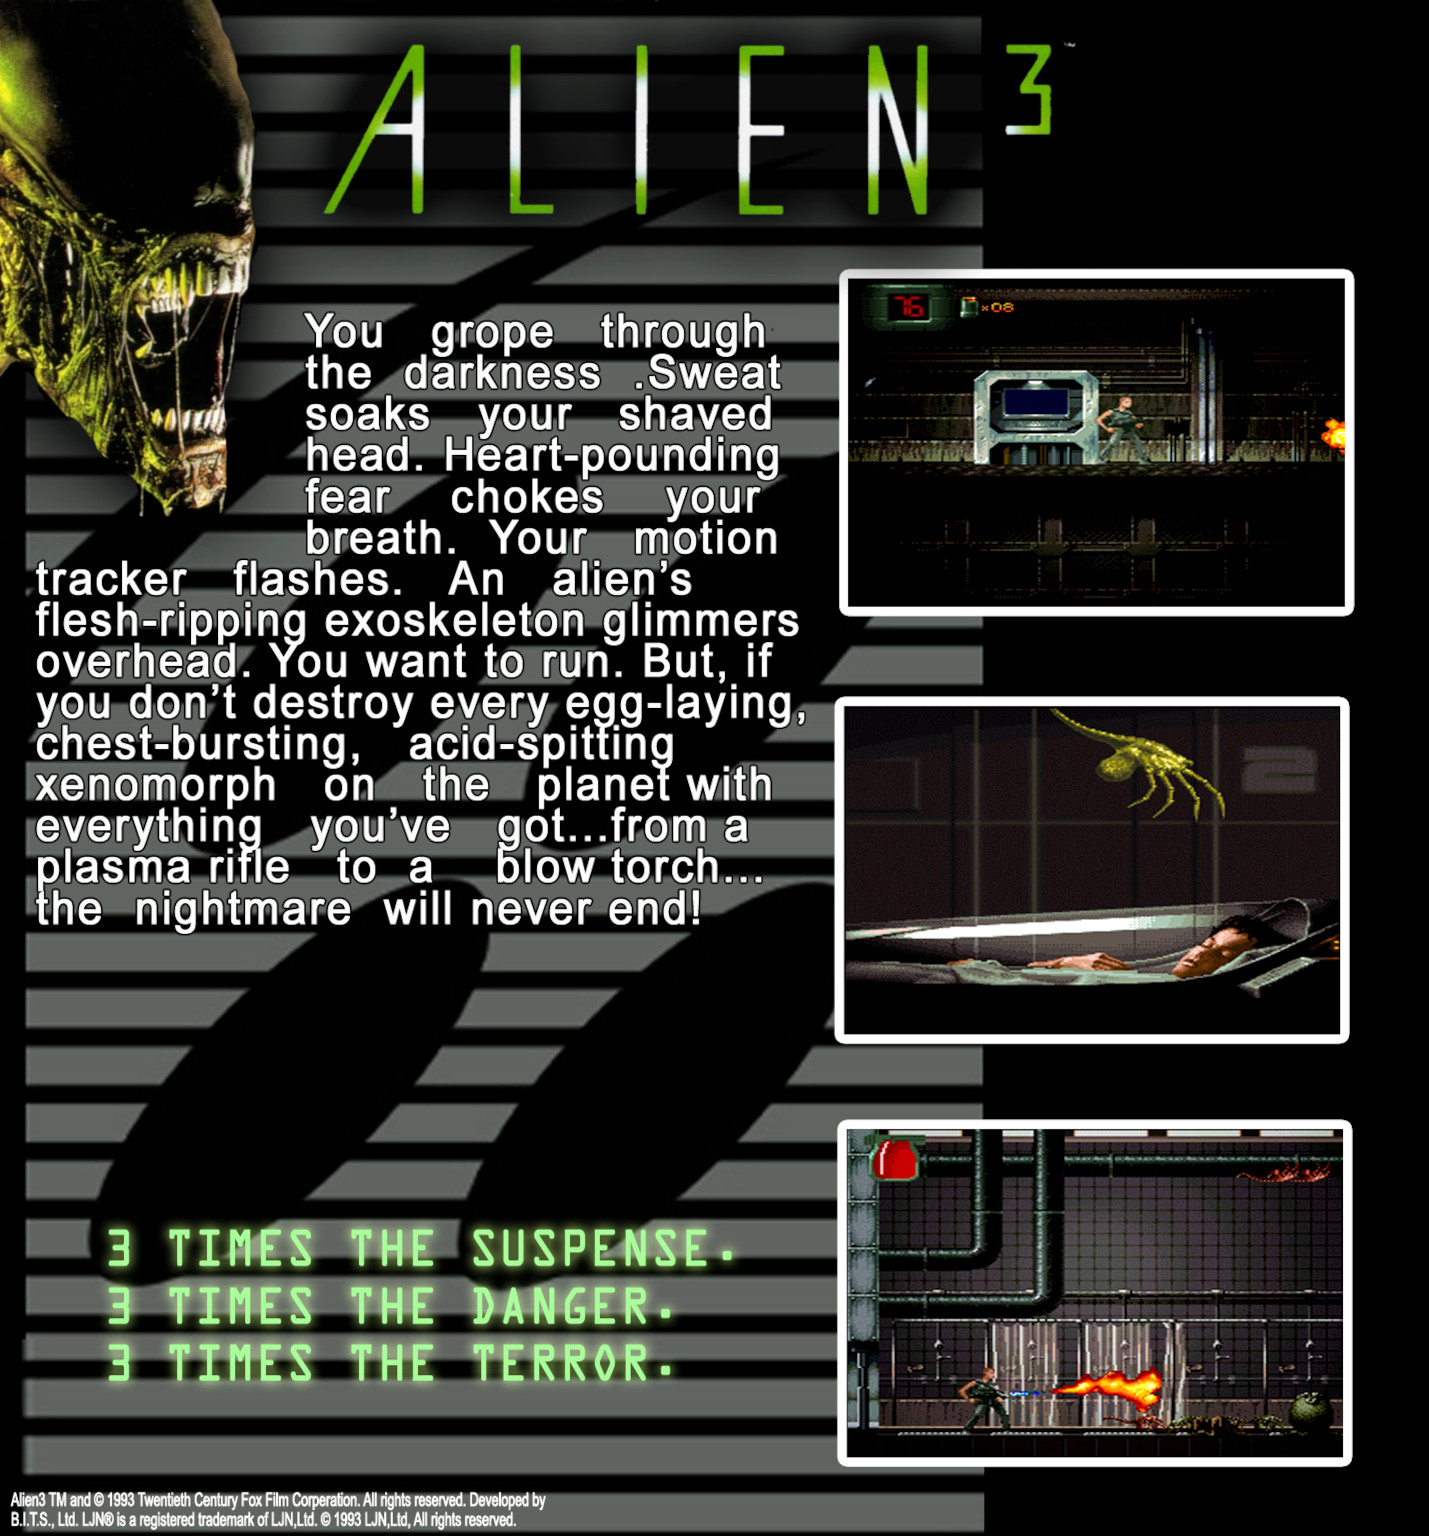 ALIEN 3 ™
You grope through
the darkness .Sweat
soaks your shaved
head. Heart-pounding
fear chokes your
breath. Your motion
tracker flashes. An alien’s
flesh-ripping exoskeleton glimmers
overhead. You want to run. But, if
you don’t destroy every egg-laying,
chest-bursting, acid-spitting
xenomorph on the planet with
everything you’ve got...from a
plasma rifle to a blow torch...
the nightmare will never end!
76 ×08
2
3 TIMES THE SUSPENSE.
3 TIMES THE DANGER.
3 TIMES THE TERROR.
Alien3 TM and © 1993 Twentieth Century Fox Film Corperation. All rights reserved. Developed by
B.I.T.S., Ltd. LJN® is a registered trademark of LJN,Ltd. © 1993 LJN,Ltd, All rights reserved.